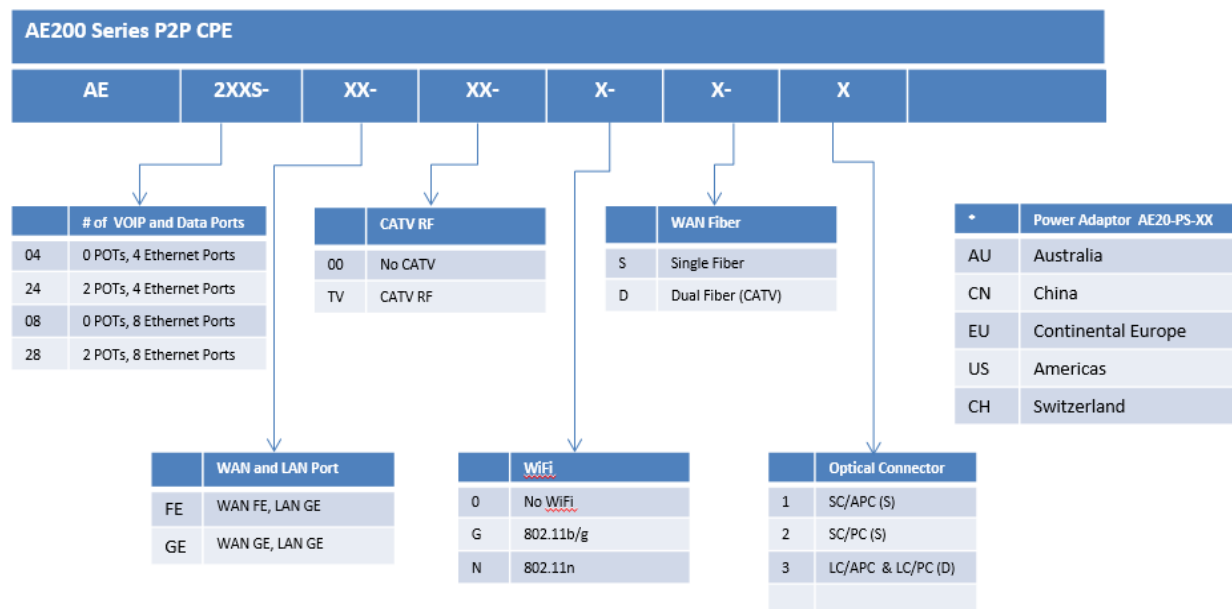 AE200 Series P2P CPE
AE 2XXS- XX- XX- X- X- X
# of VOIP and Data Ports
04 0 POTs, 4 Ethernet Ports
24 2 POTs, 4 Ethernet Ports
08 0 POTs, 8 Ethernet Ports
28 2 POTs, 8 Ethernet Ports
CATV RF
00 No CATV
TV CATV RF
WAN Fiber
S Single Fiber
D Dual Fiber (CATV)
* Power Adaptor AE20-PS-XX
AU Australia
CN China
EU Continental Europe
US Americas
CH Switzerland
WAN and LAN Port
FE WAN FE, LAN GE
GE WAN GE, LAN GE
WiFi
0 No WiFi
G 802.11b/g
N 802.11n
Optical Connector
1 SC/APC (S)
2 SC/PC (S)
3 LC/APC & LC/PC (D)